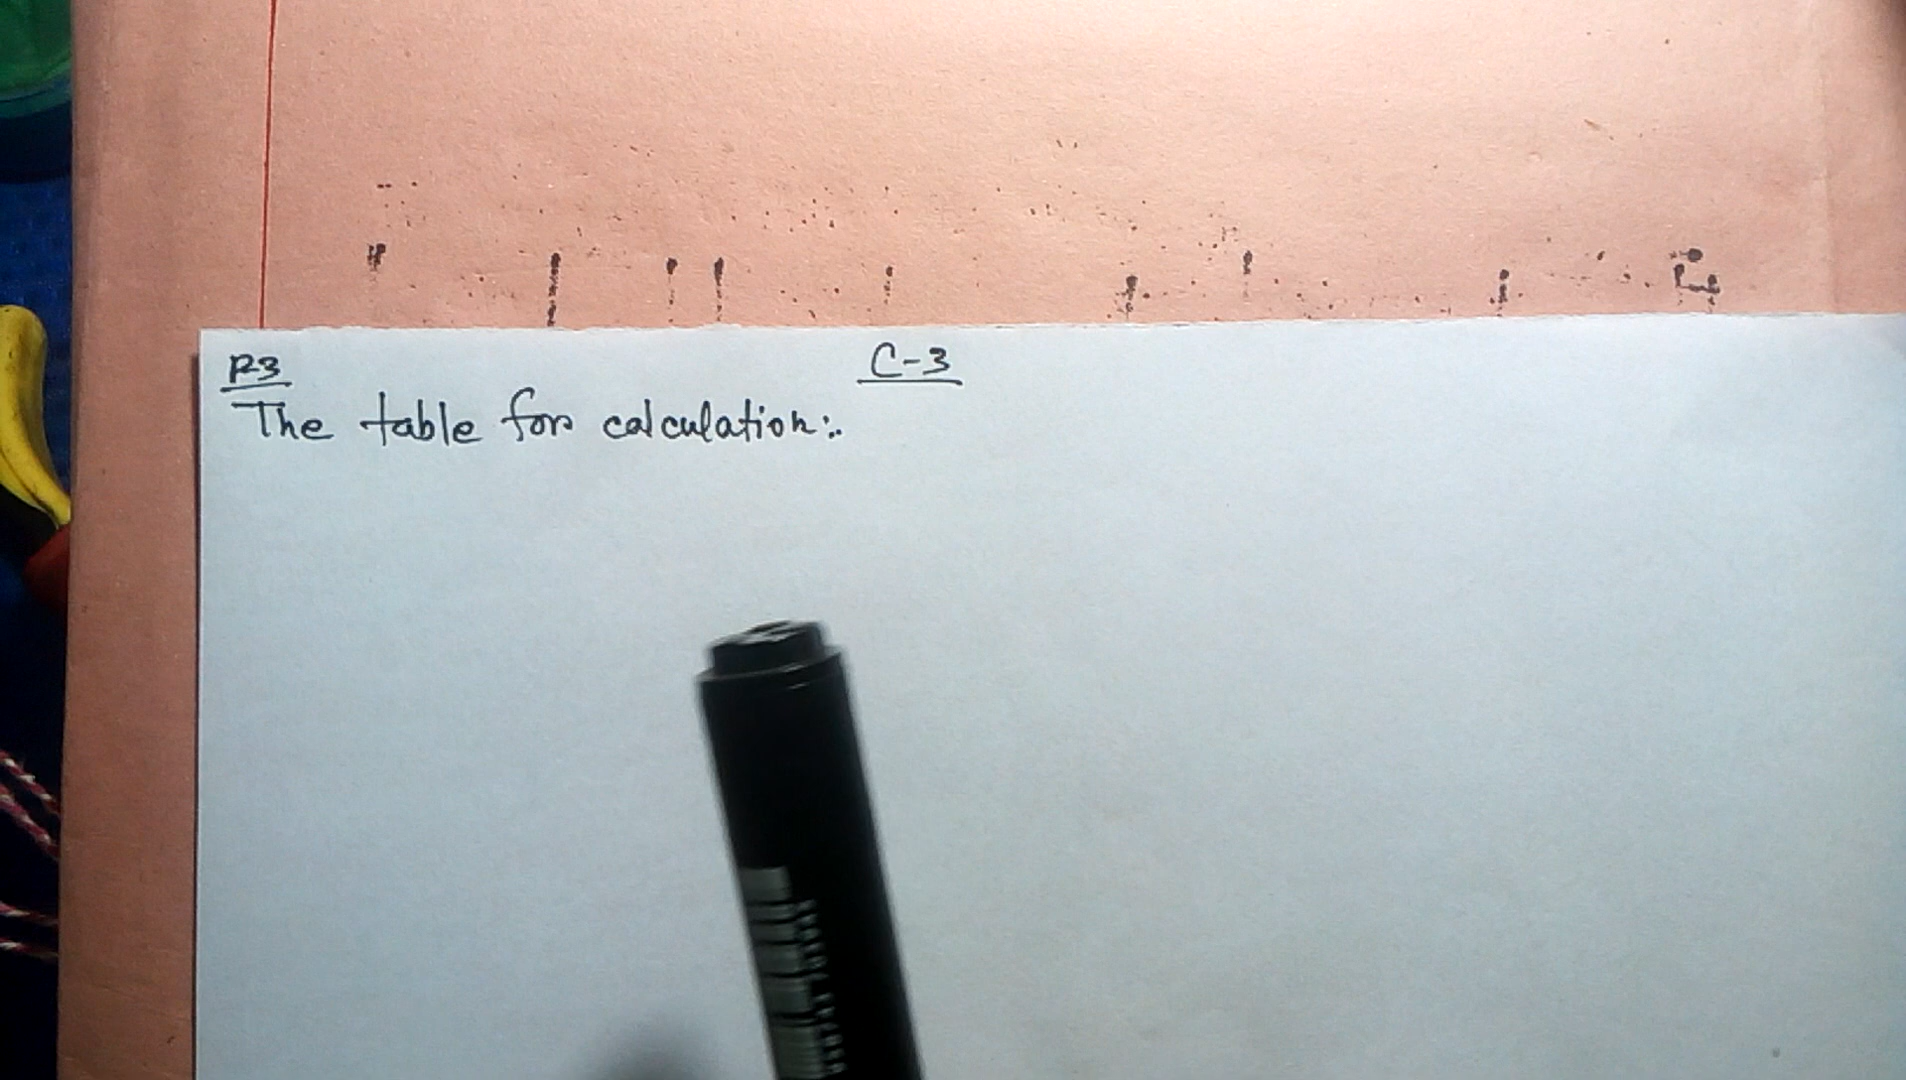 P3
C-3
The table for calculation:.